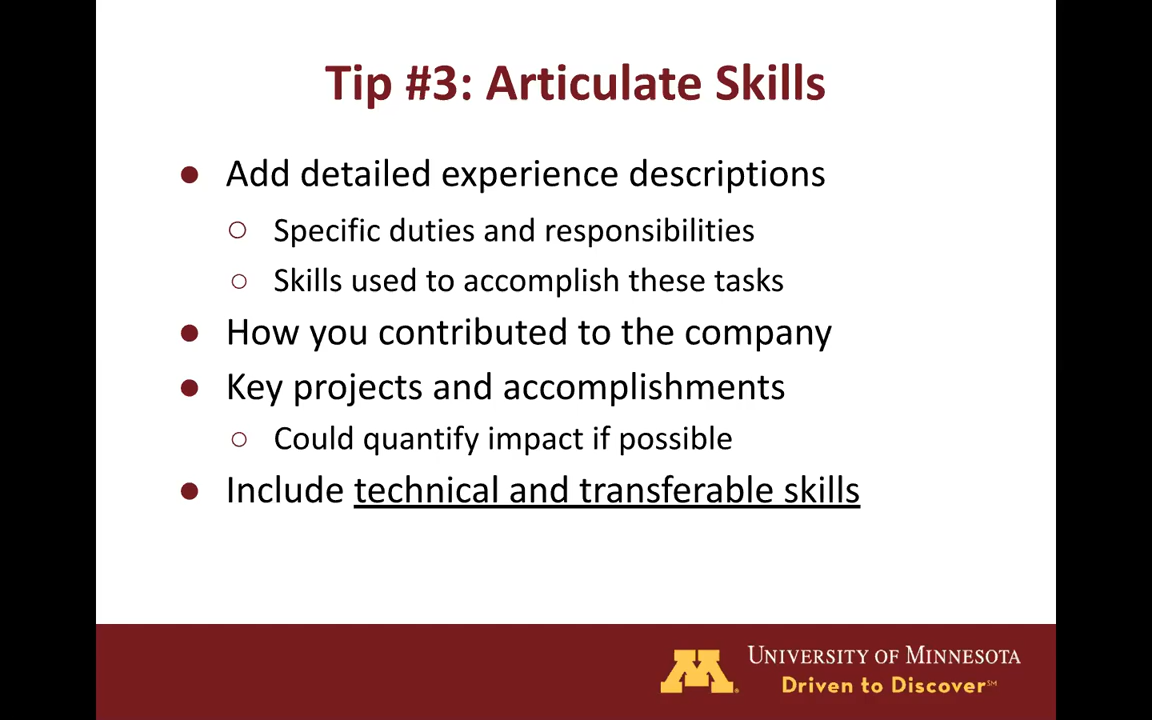 Tip #3: Articulate Skills
● Add detailed experience descriptions
○ Specific duties and responsibilities
○ Skills used to accomplish these tasks
● How you contributed to the company
● Key projects and accomplishments
○ Could quantify impact if possible
● Include technical and transferable skills
M
UNIVERSITY OF MINNESOTA
Driven to Discover℠